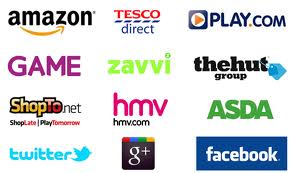 amazon
TESCO
direct
PLAY.COM
GAME
zavvi
thehut
group
ShopTo.net
ShopLate | PlayTomorrow
hmv
hmv.com
ASDA
twitter
g+
facebook